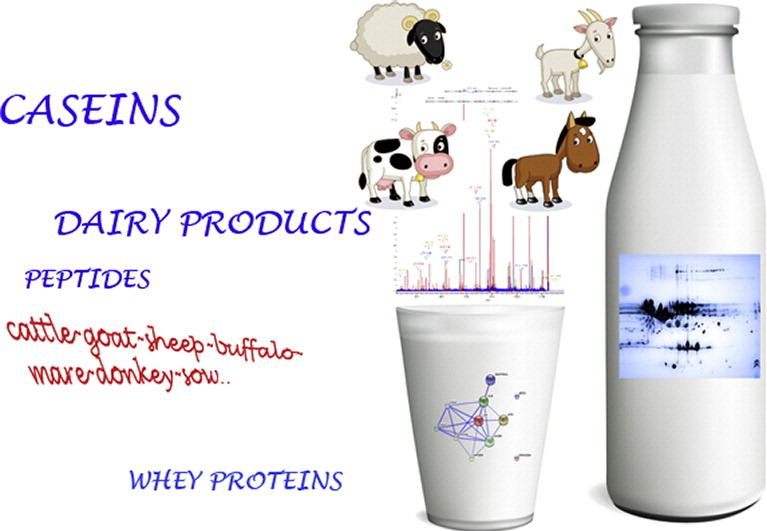 CASEINS
DAIRY PRODUCTS
PEPTIDES
cattle-goat-sheep-buffalo-
mare-donkey-sow..
WHEY PROTEINS